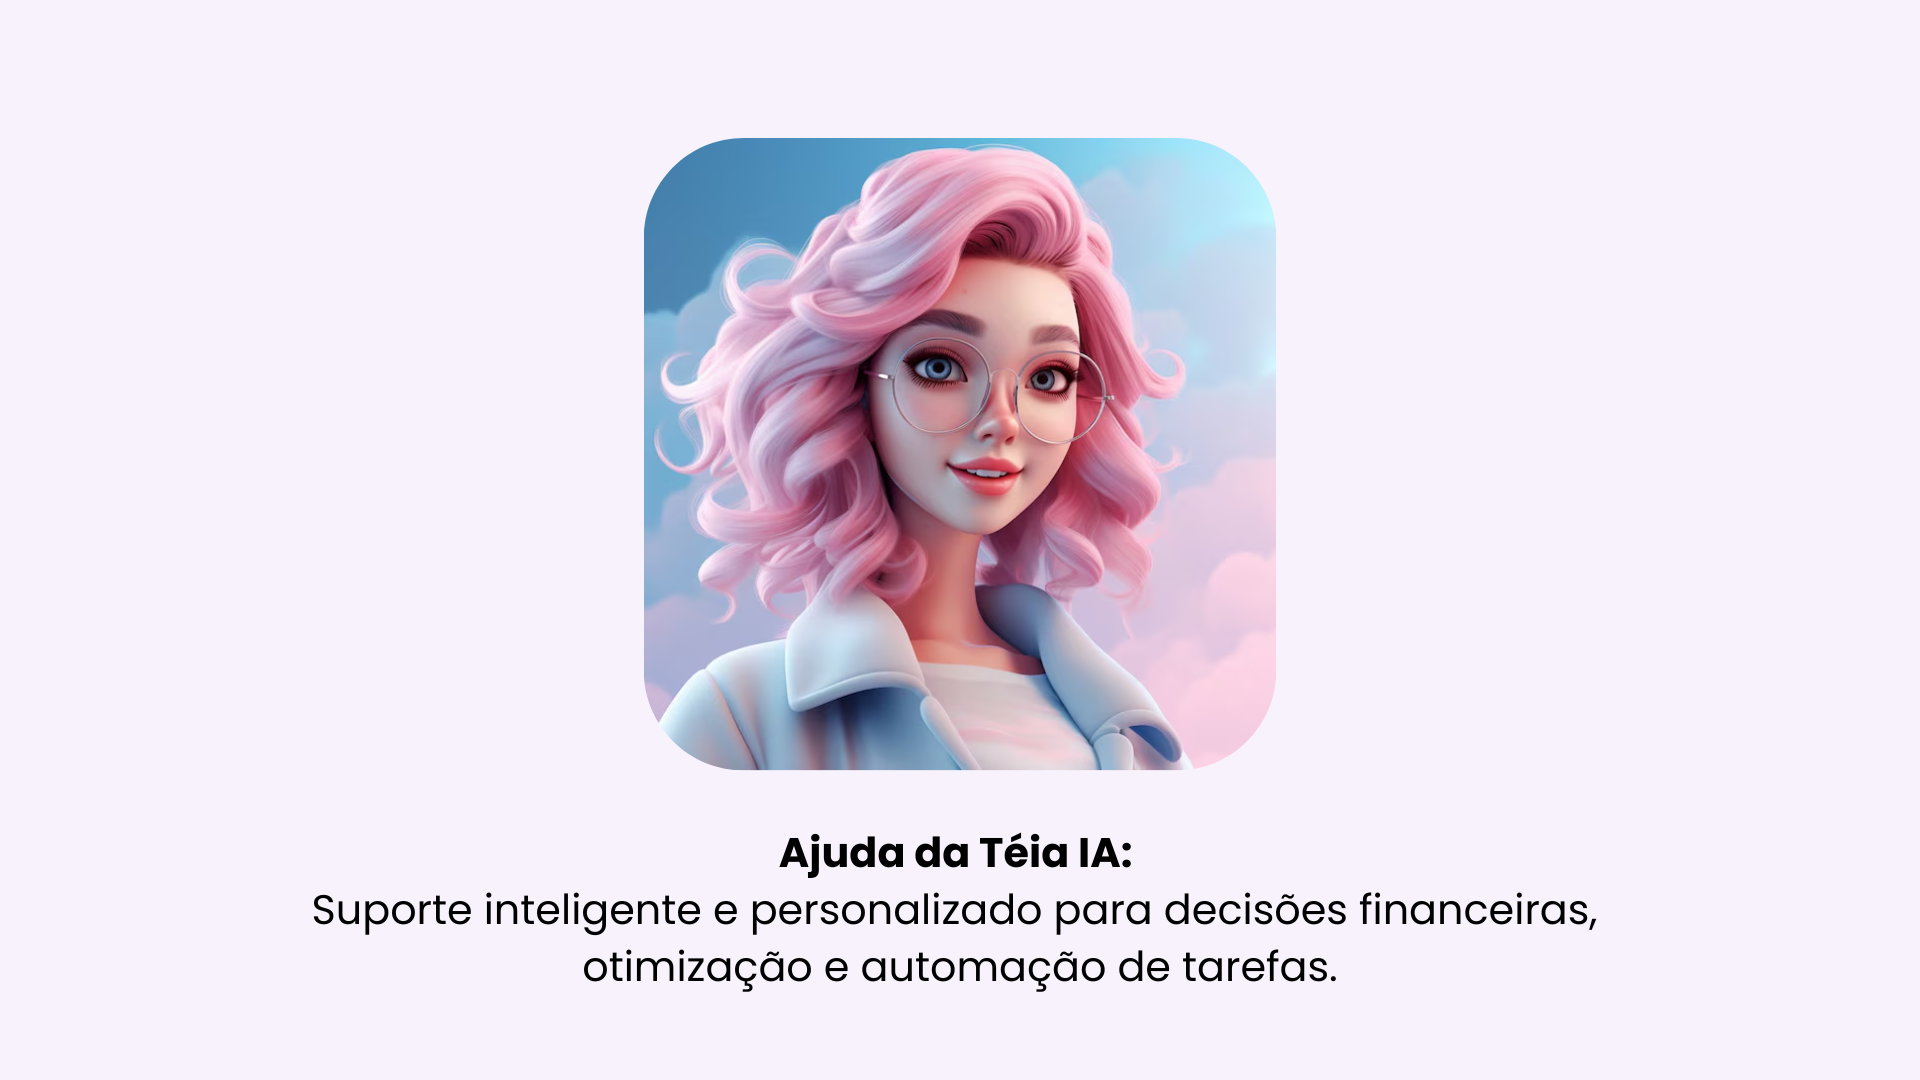 Ajuda da Téia IA:
Suporte inteligente e personalizado para decisões financeiras,
otimização e automação de tarefas.